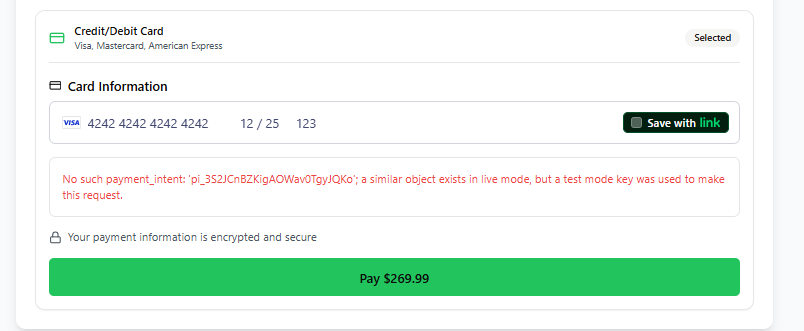 Credit/Debit Card
Visa, Mastercard, American Express
Selected
Card Information
VISA 4242 4242 4242 4242 12 / 25 123
Save with link
No such payment_intent: 'pi_3S2JCnBZKigAOWav0TgyJQKo'; a similar object exists in live mode, but a test mode key was used to make
this request.
Your payment information is encrypted and secure
Pay $269.99